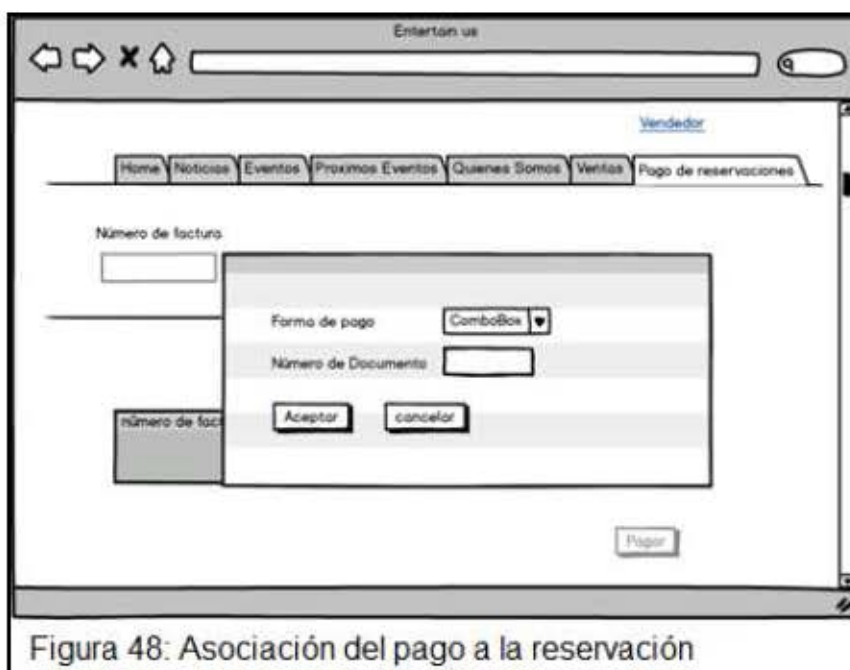 Entertain us
Vendedor
Home Noticias Eventos Proximos Eventos Quienes Somos Ventas Pago de reservaciones
Número de factura
Forma de pago ComboBox
Número de Documento
Aceptar cancelar
número de fact
Pagar
Figura 48: Asociación del pago a la reservación